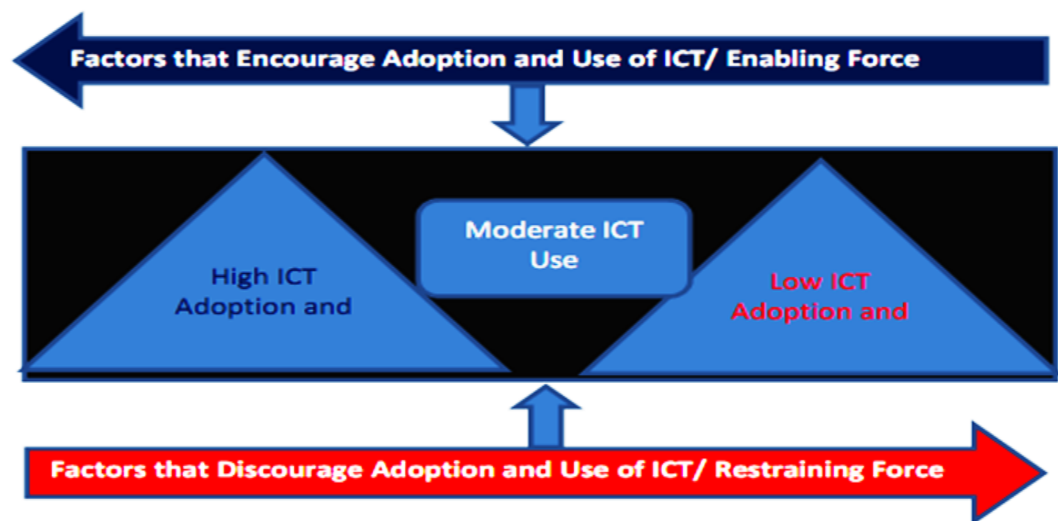 Factors that Encourage Adoption and Use of ICT/ Enabling Force
Moderate ICT
Use
High ICT
Adoption and
Low ICT
Adoption and
Factors that Discourage Adoption and Use of ICT/ Restraining Force